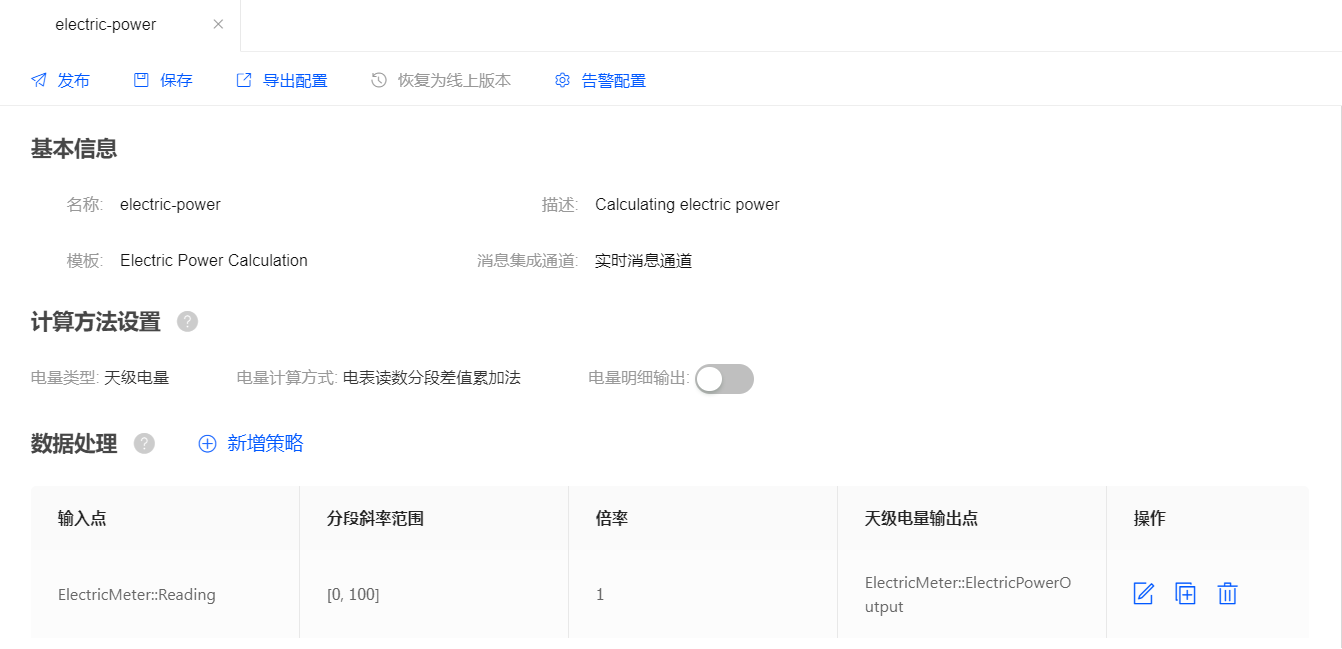 electric-power
发布 保存 导出配置 恢复为线上版本 告警配置
基本信息
名称: electric-power 描述: Calculating electric power
模板: Electric Power Calculation 消息集成通道: 实时消息通道
计算方法设置 ?
电量类型: 天级电量 电量计算方式: 电表读数分段差值累加法 电量明细输出:
数据处理 ? 新增策略
输入点 分段斜率范围 倍率 天级电量输出点 操作
ElectricMeter::Reading [0, 100] 1 ElectricMeter::ElectricPowerO
utput